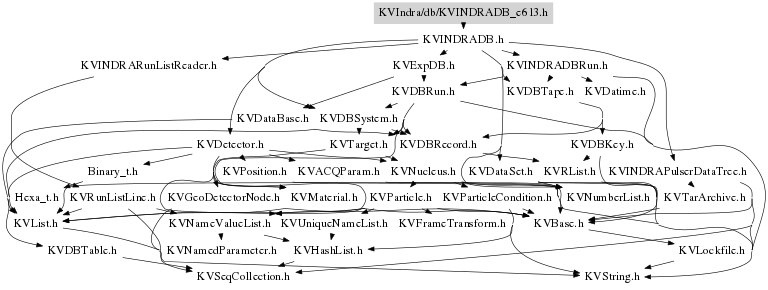 KVIndra/db/KVINDRADB_e613.h
KVINDRADB.h
KVINDRARunListReader.h KVExpDB.h KVINDRADBRun.h
KVDBRun.h KVDBTape.h KVDatime.h
KVDataBase.h KVDBSystem.h
KVDetector.h KVTarget.h KVDBRecord.h KVDBKey.h
Binary_t.h KVPosition.h KVACQParam.h KVNucleus.h KVDataSet.h KVRList.h KVINDRAPulserDataTree.h
Hexa_t.h KVRunListLine.h KVGeoDetectorNode.h KVMaterial.h KVParticle.h KVParticleCondition.h KVNumberList.h KVTarArchive.h
KVList.h KVNameValueList.h KVUniqueNameList.h KVFrameTransform.h KVBase.h
KVDBTable.h KVNamedParameter.h KVHashList.h KVLockfile.h
KVSeqCollection.h KVString.h